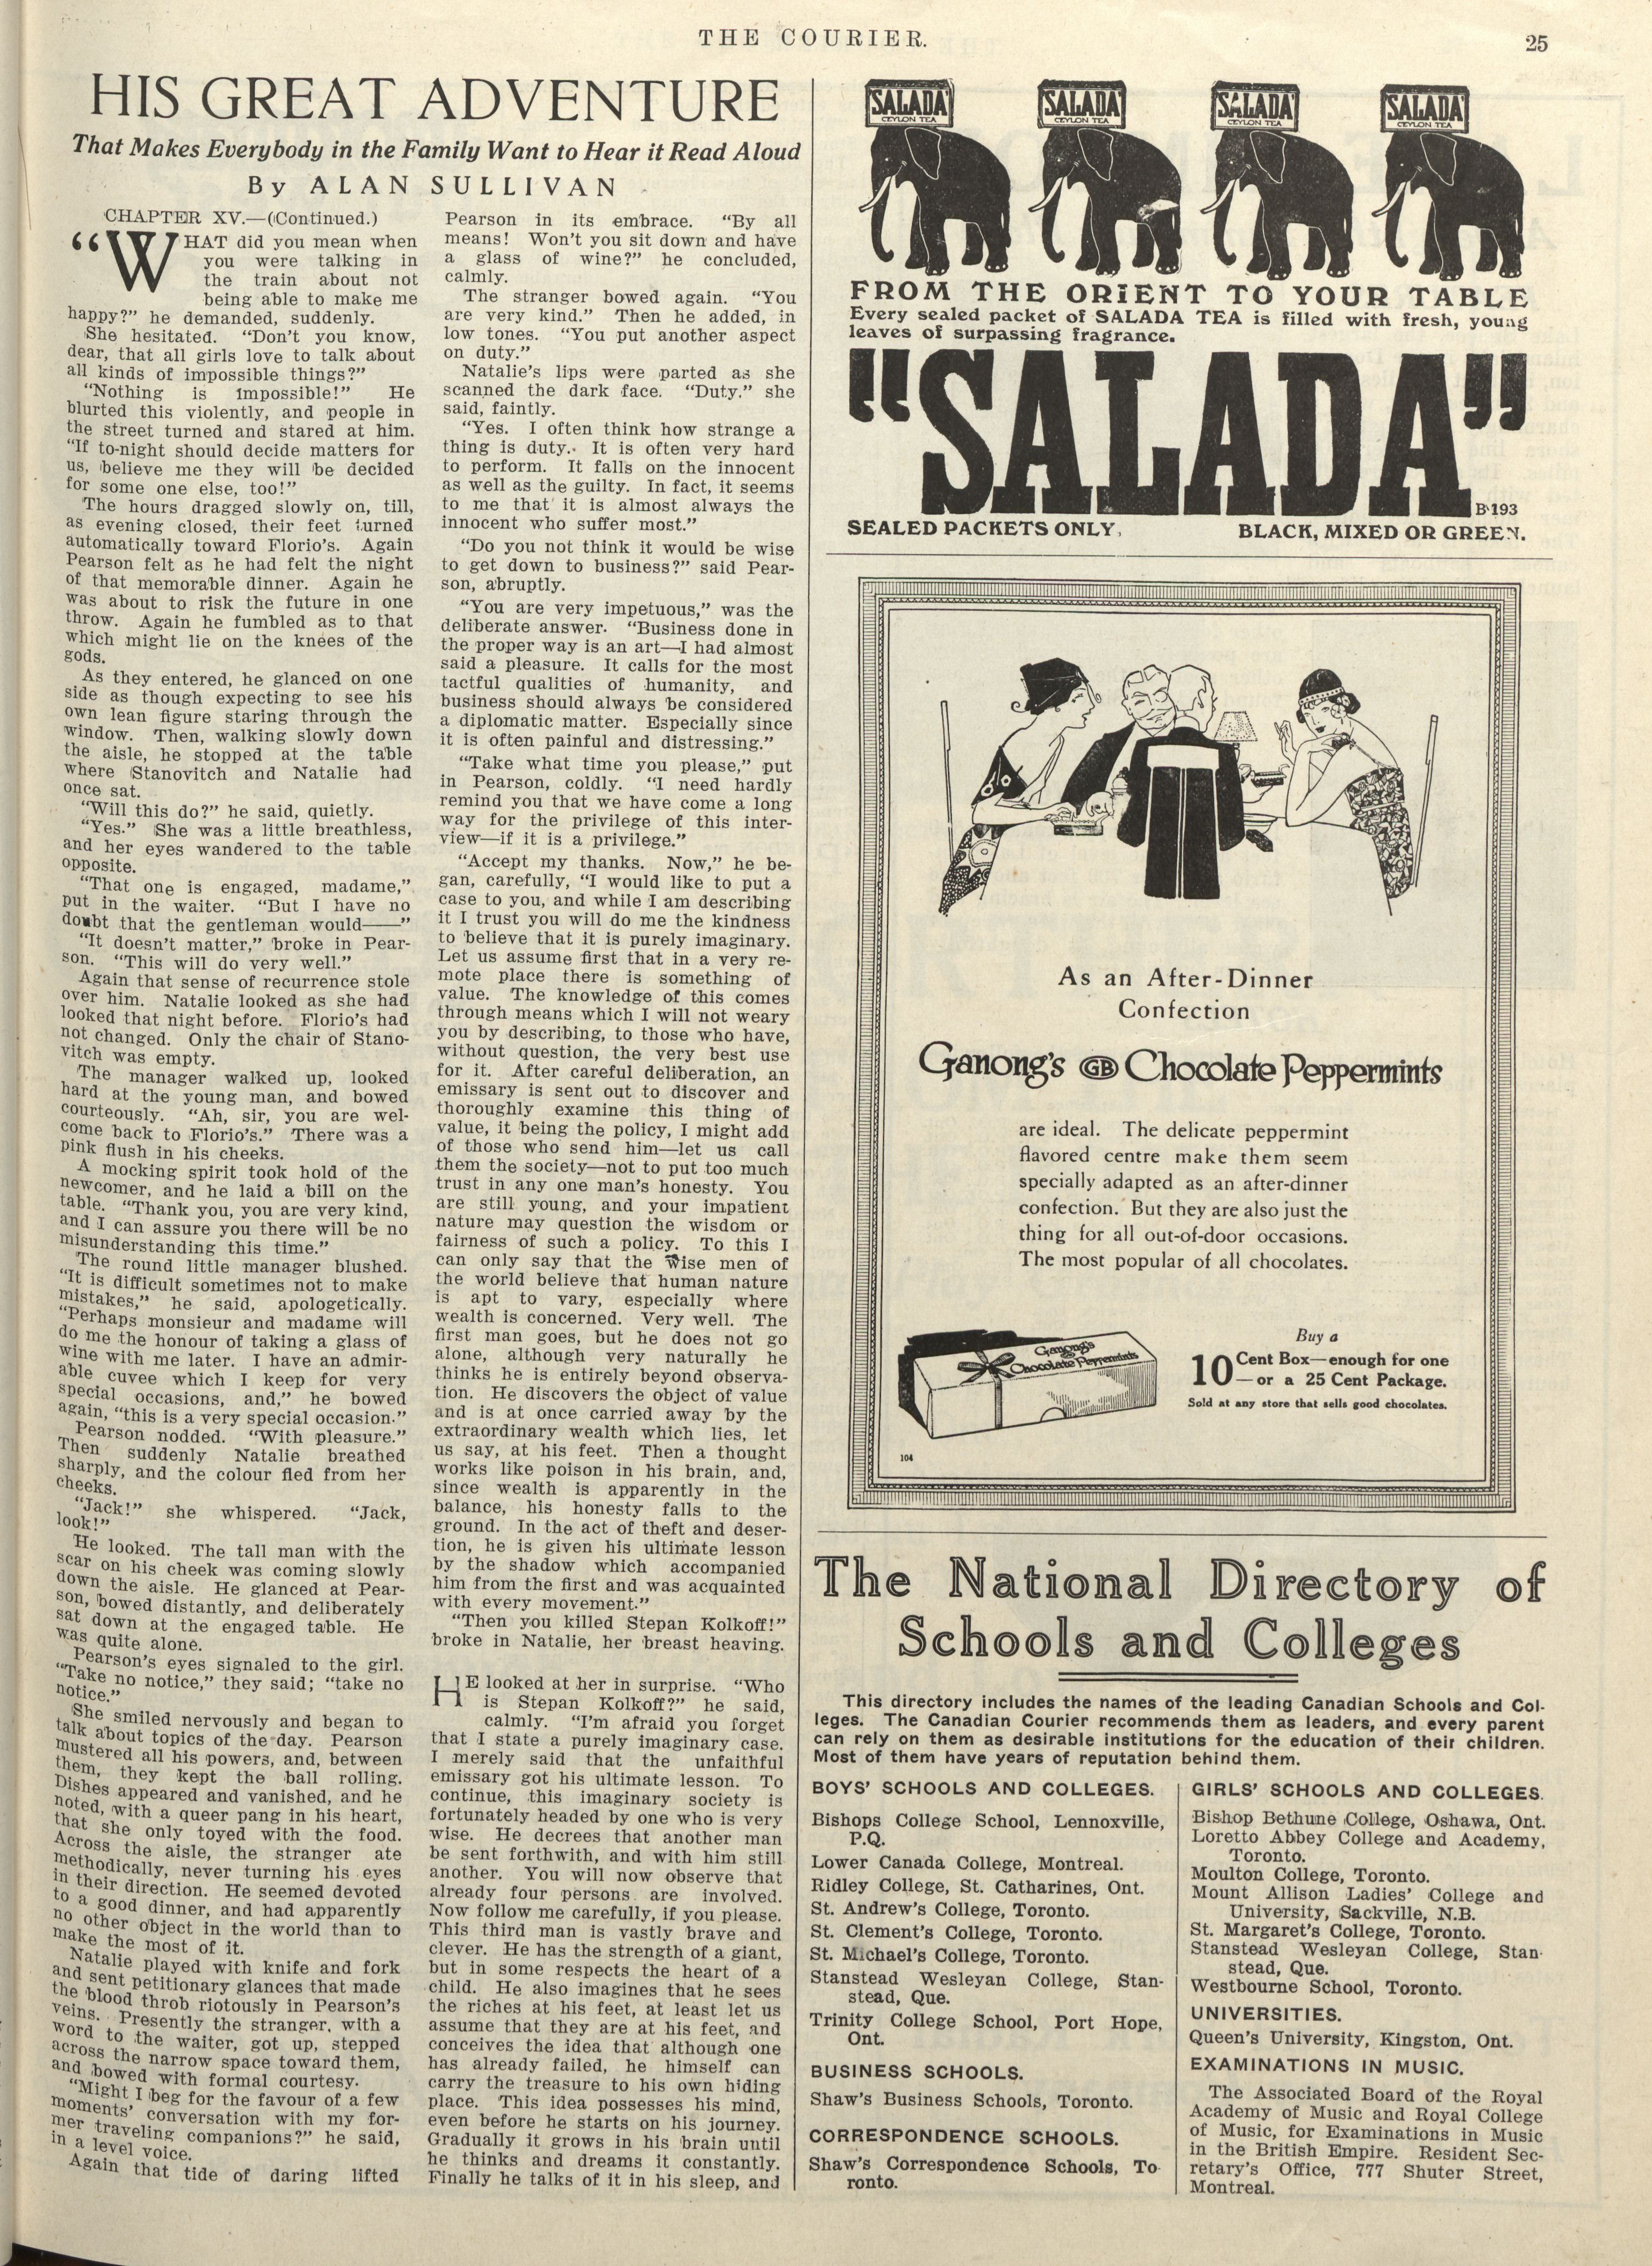 THE COURIER.
25
HIS GREAT ADVENTURE
That Makes Everybody in the Family Want to Hear it Read Aloud
By ALAN SULLIVAN
CHAPTER XV.—(Continued.)
“WHAT did you mean when
you were talking in
the train about not
being able to make me
happy?” he demanded, suddenly.
She hesitated. “Don’t you know,
dear, that all girls love to talk about
all kinds of impossible things?”
“Nothing is impossible!” He
blurted this violently, and people in
the street turned and stared at him.
“If to-night should decide matters for
us, believe me they will be decided
for some one else, too!”
The hours dragged slowly on, till,
as evening closed, their feet turned
automatically toward Florio’s. Again
Pearson felt as he had felt the night
of that memorable dinner. Again he
was about to risk the future in one
throw. Again he fumbled as to that
which might lie on the knees of the
gods.
As they entered, he glanced on one
side as though expecting to see his
own lean figure staring through the
window. Then, walking slowly down
the aisle, he stopped at the table
where Stanovitch and Natalie had
once sat.
“Will this do?” he said, quietly.
“Yes.” She was a little breathless,
and her eyes wandered to the table
opposite.
“That one is engaged, madame,”
put in the waiter. “But I have no
doubt that the gentleman would——”
“It doesn’t matter,” broke in Pear-
son. “This will do very well.”
Again that sense of recurrence stole
over him. Natalie looked as she had
looked that night before. Florio’s had
not changed. Only the chair of Stano-
vitch was empty.
The manager walked up, looked
hard at the young man, and bowed
courteously. “Ah, sir, you are wel-
come back to Florio’s.” There was a
pink flush in his cheeks.
A mocking spirit took hold of the
newcomer, and he laid a bill on the
table. “Thank you, you are very kind,
and I can assure you there will be no
misunderstanding this time.”
The round little manager blushed.
“It is difficult sometimes not to make
mistakes,” he said, apologetically.
“Perhaps monsieur and madame will
do me the honour of taking a glass of
wine with me later. I have an admir-
able cuvee which I keep for very
special occasions, and,” he bowed
again, “this is a very special occasion.”
Pearson nodded. “With pleasure.”
Then suddenly Natalie breathed
sharply, and the colour fled from her
cheeks.
“Jack!” she whispered. “Jack,
look!”
He looked. The tall man with the
scar on his cheek was coming slowly
down the aisle. He glanced at Pear-
son, bowed distantly, and deliberately
sat down at the engaged table. He
was quite alone.
Pearson’s eyes signaled to the girl.
“Take no notice,” they said; “take no
notice.”
She smiled nervously and began to
talk about topics of the day. Pearson
mustered all his powers, and, between
them, they kept the ball rolling.
Dishes appeared and vanished, and he
noted, with a queer pang in his heart,
that she only toyed with the food.
Across the aisle, the stranger ate
methodically, never turning his eyes
in their direction. He seemed devoted
to a good dinner, and had apparently
no other object in the world than to
make the most of it.
Natalie played with knife and fork
and sent petitionary glances that made
the blood throb riotously in Pearson’s
veins. Presently the stranger, with a
word to the waiter, got up, stepped
across the narrow space toward them,
and bowed with formal courtesy.
“Might I beg for the favour of a few
moments’ conversation with my for-
mer traveling companions?” he said,
in a level voice.
Again that tide of daring lifted
Pearson in its embrace. “By all
means! Won’t you sit down and have
a glass of wine?” he concluded,
calmly.
The stranger bowed again. “You
are very kind.” Then he added, in
low tones. “You put another aspect
on duty.”
Natalie’s lips were parted as she
scanned the dark face. “Duty.” she
said, faintly.
“Yes. I often think how strange a
thing is duty. It is often very hard
to perform. It falls on the innocent
as well as the guilty. In fact, it seems
to me that it is almost always the
innocent who suffer most.”
“Do you not think it would be wise
to get down to business?” said Pear-
son, abruptly.
“You are very impetuous,” was the
deliberate answer. “Business done in
the proper way is an art—I had almost
said a pleasure. It calls for the most
tactful qualities of humanity, and
business should always be considered
a diplomatic matter. Especially since
it is often painful and distressing.”
“Take what time you please,” put
in Pearson, coldly. “I need hardly
remind you that we have come a long
way for the privilege of this inter-
view—if it is a privilege.”
“Accept my thanks. Now,” he be-
gan, carefully, “I would like to put a
case to you, and while I am describing
it I trust you will do me the kindness
to believe that it is purely imaginary.
Let us assume first that in a very re-
mote place there is something of
value. The knowledge of this comes
through means which I will not weary
you by describing, to those who have,
without question, the very best use
for it. After careful deliberation, an
emissary is sent out to discover and
thoroughly examine this thing of
value, it being the policy, I might add
of those who send him—let us call
them the society—not to put too much
trust in any one man’s honesty. You
are still young, and your impatient
nature may question the wisdom or
fairness of such a policy. To this I
can only say that the wise men of
the world believe that human nature
is apt to vary, especially where
wealth is concerned. Very well. The
first man goes, but he does not go
alone, although very naturally he
thinks he is entirely beyond observa-
tion. He discovers the object of value
and is at once carried away by the
extraordinary wealth which lies, let
us say, at his feet. Then a thought
works like poison in his brain, and,
since wealth is apparently in the
balance, his honesty falls to the
ground. In the act of theft and deser-
tion, he is given his ultimate lesson
by the shadow which accompanied
him from the first and was acquainted
with every movement.”
“Then you killed Stepan Kolkoff!”
broke in Natalie, her breast heaving.
HE looked at her in surprise. “Who
is Stepan Kolkoff?” he said,
calmly. “I’m afraid you forget
that I state a purely imaginary case.
I merely said that the unfaithful
emissary got his ultimate lesson. To
continue, this imaginary society is
fortunately headed by one who is very
wise. He decrees that another man
be sent forthwith, and with him still
another. You will now observe that
already four persons are involved.
Now follow me carefully, if you please.
This third man is vastly brave and
clever. He has the strength of a giant,
but in some respects the heart of a
child. He also imagines that he sees
the riches at his feet, at least let us
assume that they are at his feet, and
conceives the idea that although one
has already failed, he himself can
carry the treasure to his own hiding
place. This idea possesses his mind,
even before he starts on his journey.
Gradually it grows in his brain until
he thinks and dreams it constantly.
Finally he talks of it in his sleep, and
SALADA
CEYLON TEA
SALADA
CEYLON TEA
SALADA
CEYLON TEA
SALADA
CEYLON TEA
FROM THE ORIENT TO YOUR TABLE
Every sealed packet of SALADA TEA is filled with fresh, young
leaves of surpassing fragrance.
“SALADA”
B 193
SEALED PACKETS ONLY. BLACK, MIXED OR GREEN.
As an After-Dinner
Confection
Ganong’s GB Chocolate Peppermints
are ideal. The delicate peppermint
flavored centre make them seem
specially adapted as an after-dinner
confection. But they are also just the
thing for all out-of-door occasions.
The most popular of all chocolates.
Ganong’s
Chocolate Peppermints
Buy a
10 Cent Box—enough for one
—or a 25 Cent Package.
Sold at any store that sells good chocolates.
104
The National Directory of
Schools and Colleges
This directory includes the names of the leading Canadian Schools and Col-
leges. The Canadian Courier recommends them as leaders, and every parent
can rely on them as desirable institutions for the education of their children.
Most of them have years of reputation behind them.
BOYS’ SCHOOLS AND COLLEGES.
Bishops College School, Lennoxville,
P.Q.
Lower Canada College, Montreal.
Ridley College, St. Catharines, Ont.
St. Andrew’s College, Toronto.
St. Clement’s College, Toronto.
St. Michael’s College, Toronto.
Stanstead Wesleyan College, Stan-
stead, Que.
Trinity College School, Port Hope,
Ont.
BUSINESS SCHOOLS.
Shaw’s Business Schools, Toronto.
CORRESPONDENCE SCHOOLS.
Shaw’s Correspondence Schools, To-
ronto.
GIRLS’ SCHOOLS AND COLLEGES.
Bishop Bethune College, Oshawa, Ont.
Loretto Abbey College and Academy,
Toronto.
Moulton College, Toronto.
Mount Allison Ladies’ College and
University, Sackville, N.B.
St. Margaret’s College, Toronto.
Stanstead Wesleyan College, Stan-
stead, Que.
Westbourne School, Toronto.
UNIVERSITIES.
Queen’s University, Kingston, Ont.
EXAMINATIONS IN MUSIC.
The Associated Board of the Royal
Academy of Music and Royal College
of Music, for Examinations in Music
in the British Empire. Resident Sec-
retary’s Office, 777 Shuter Street,
Montreal.